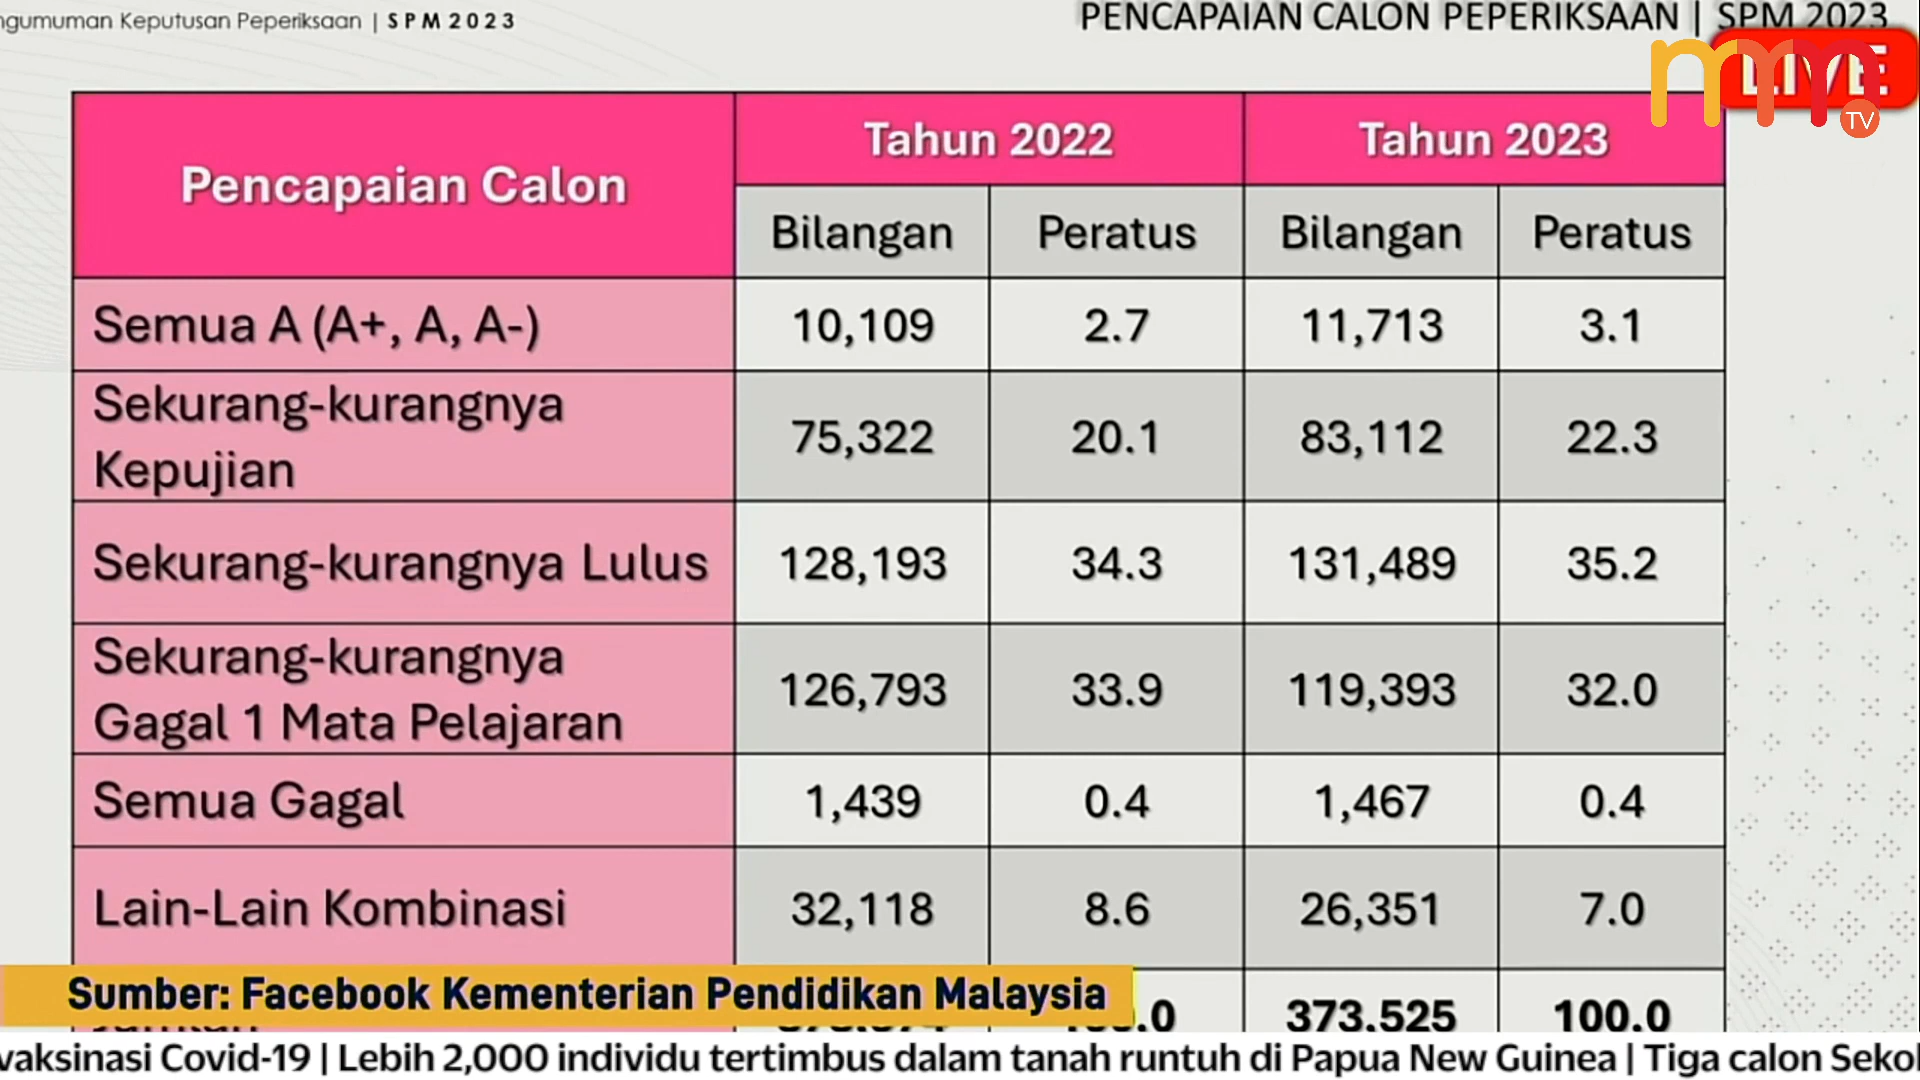 ngumuman Keputusan Peperiksaan | SPM 2023
PENCAPAIAN CALON PEPERIKSAAN | SPM 2023
LIVE
mmm
TV
Pencapaian Calon
Tahun 2022
Tahun 2023
Bilangan
Peratus
Bilangan
Peratus
Semua A (A+, A, A-)
10,109
2.7
11,713
3.1
Sekurang-kurangnya
Kepujian
75,322
20.1
83,112
22.3
Sekurang-kurangnya Lulus
128,193
34.3
131,489
35.2
Sekurang-kurangnya
Gagal 1 Mata Pelajaran
126,793
33.9
119,393
32.0
Semua Gagal
1,439
0.4
1,467
0.4
Lain-Lain Kombinasi
32,118
8.6
26,351
7.0
Sumber: Facebook Kementerian Pendidikan Malaysia
373.525
100.0
vaksinasi Covid-19 | Lebih 2,000 individu tertimbus dalam tanah runtuh di Papua New Guinea | Tiga calon Sekol